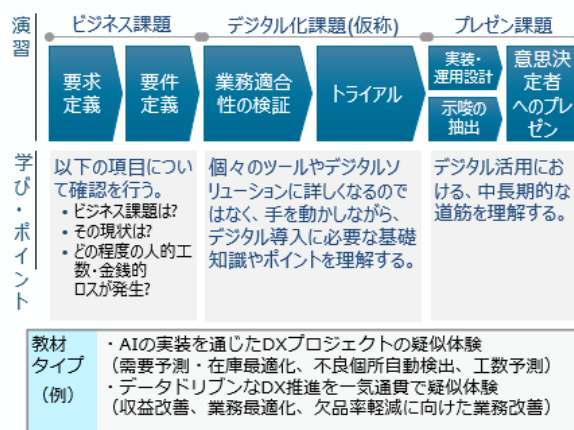 演習
ビジネス課題
デジタル化課題(仮称)
プレゼン課題
要求
定義
要件
定義
業務適合
性の検証
トライアル
実装・
運用設計
示唆の
抽出
意思決
定者
へのプレ
ゼン
学び・ポイント
以下の項目につい
て確認を行う。
・ビジネス課題は?
・その現状は?
・どの程度の人的工
数・金銭的
ロスが発生?
個々のツールやデジタルソ
リューションに詳しくなるので
はなく、手を動かしながら、
デジタル導入に必要な基礎
知識やポイントを理解する。
デジタル活用にお
ける、中長期的な
道筋を理解する。
教材
タイプ
(例)
・AIの実装を通じたDXプロジェクトの疑似体験
(需要予測・在庫最適化、不良個所自動検出、工数予測)
・データドリブンなDX推進を一気通貫で疑似体験
(収益改善、業務最適化、欠品率軽減に向けた業務改善)